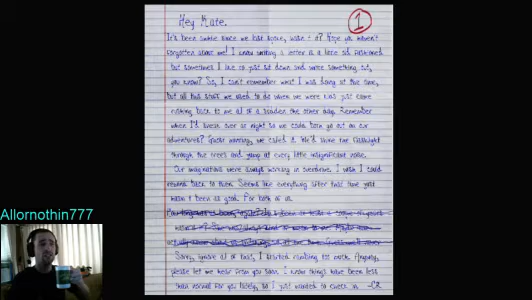 Hey Kate.
1
It's been awhile since we last spoke, hasn't it? Hope you haven't
forgotten about me! I know writing a letter is a little old fashioned
but sometimes I like to just sit down and write something out,
you know? So, I can't remember what I was doing at the time,
but all this stuff we used to do when we were kids just came
rushing back to me all of a sudden the other day. Remember
when I'd sneak over at night so we could both go out on our
adventures? Ghost hunting, we called it. We'd shine our flashlight
through the trees and jump at every little insignificant noise.
Our imaginations were always working in overdrive. I wish I could
rewind back to then. Seems like everything after that time just
hasn't been as good. For both of us.
Sorry, ignore all of that, I started rambling too much. Anyway,
please let me hear from you soon. I know things have been less
than normal for you lately, so I just wanted to check in. -CR
Allornothin777